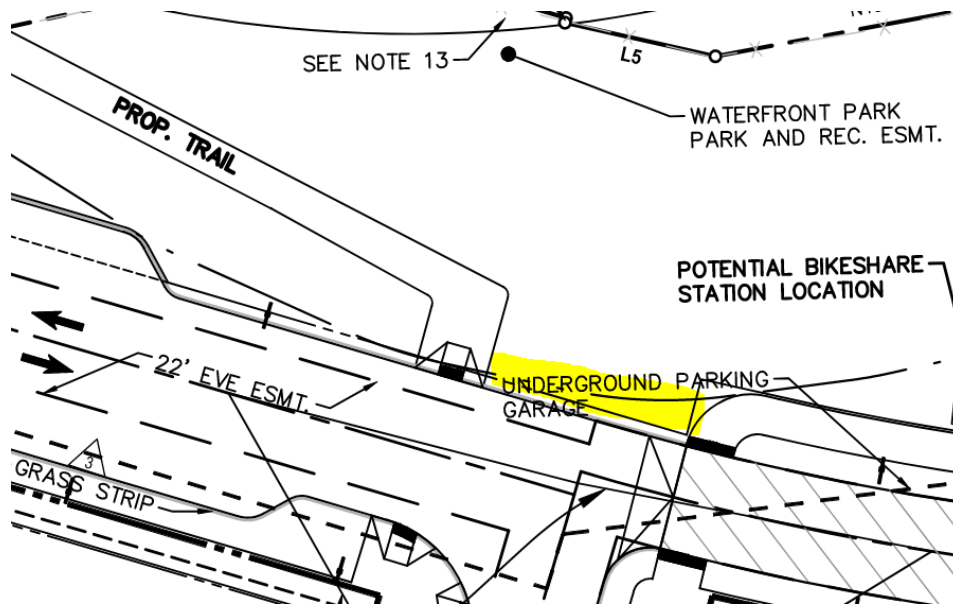 SEE NOTE 13
L5
WATERFRONT PARK
PARK AND REC. ESMT.
PROP. TRAIL
POTENTIAL BIKESHARE
STATION LOCATION
22' EVE ESMT.
UNDERGROUND PARKING
GARAGE
3
GRASS STRIP